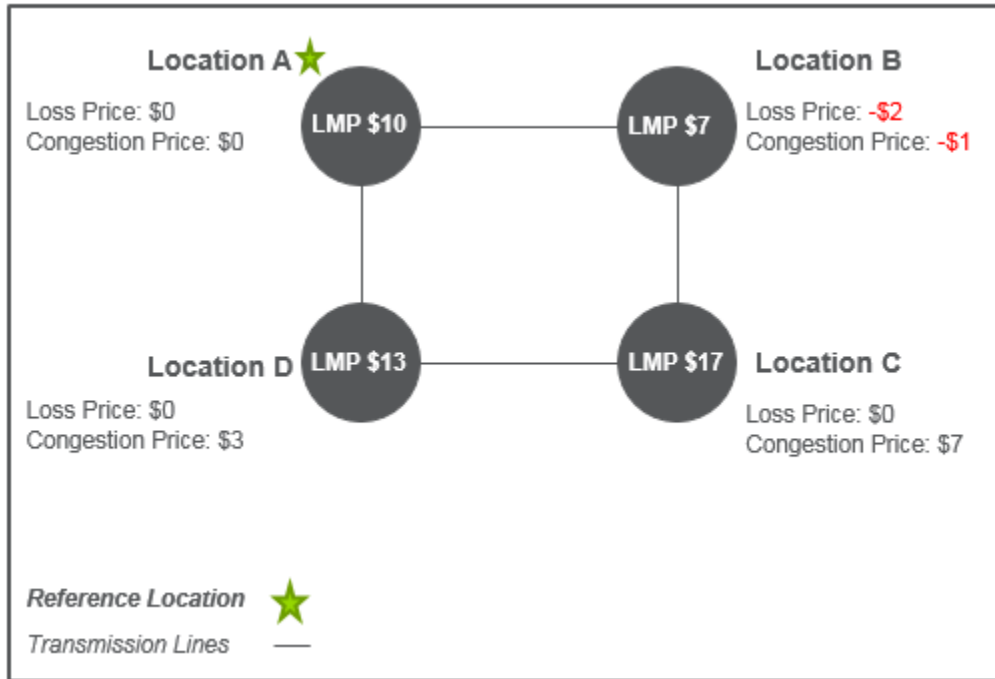 Location A
Location B
Loss Price: $0
Congestion Price: $0
LMP $10
LMP $7
Loss Price: -$2
Congestion Price: -$1
Location D
LMP $13
LMP $17
Location C
Loss Price: $0
Congestion Price: $3
Loss Price: $0
Congestion Price: $7
Reference Location
Transmission Lines